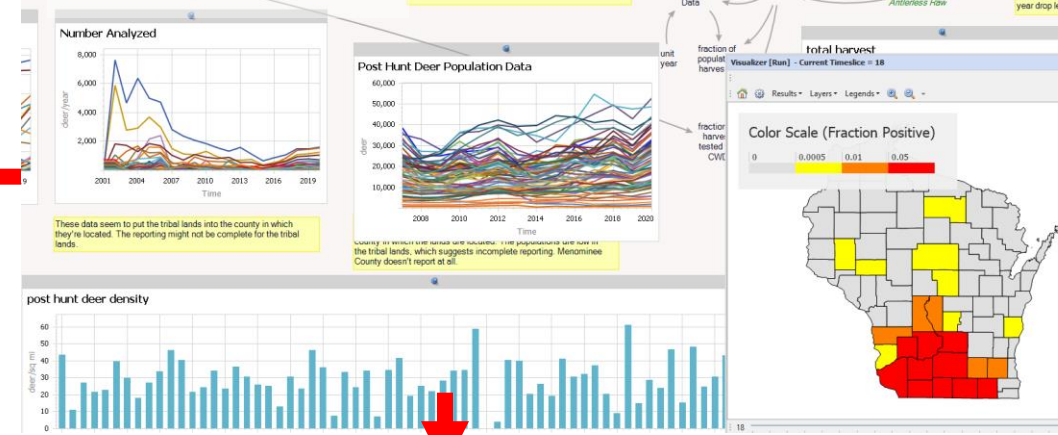 Data
Antlerless Raw
year drop le
Number Analyzed
8,000
6,000
4,000
2,000
deer/year
2001 2004 2007 2010 2013 2016 2019
Time
9
These data seem to put the tribal lands into the county in which
they're located. The reporting might not be complete for the tribal
lands.
Post Hunt Deer Population Data
60,000
50,000
40,000
30,000
20,000
10,000
deer
2008 2010 2012 2014 2016 2018 2020
Time
county in which the lands are located. The populations are low in
the tribal lands, which suggests incomplete reporting. Menominee
County doesn't report at all.
unit
year
fraction of
populat
harves
fraction
harve
tested
CWD
total harvest
Visualizer [Run] - Current Timeslice = 18
Results Layers Legends
Color Scale (Fraction Positive)
0 0.0005 0.01 0.05
18
post hunt deer density
60
50
40
30
20
10
0
deer/sq mi